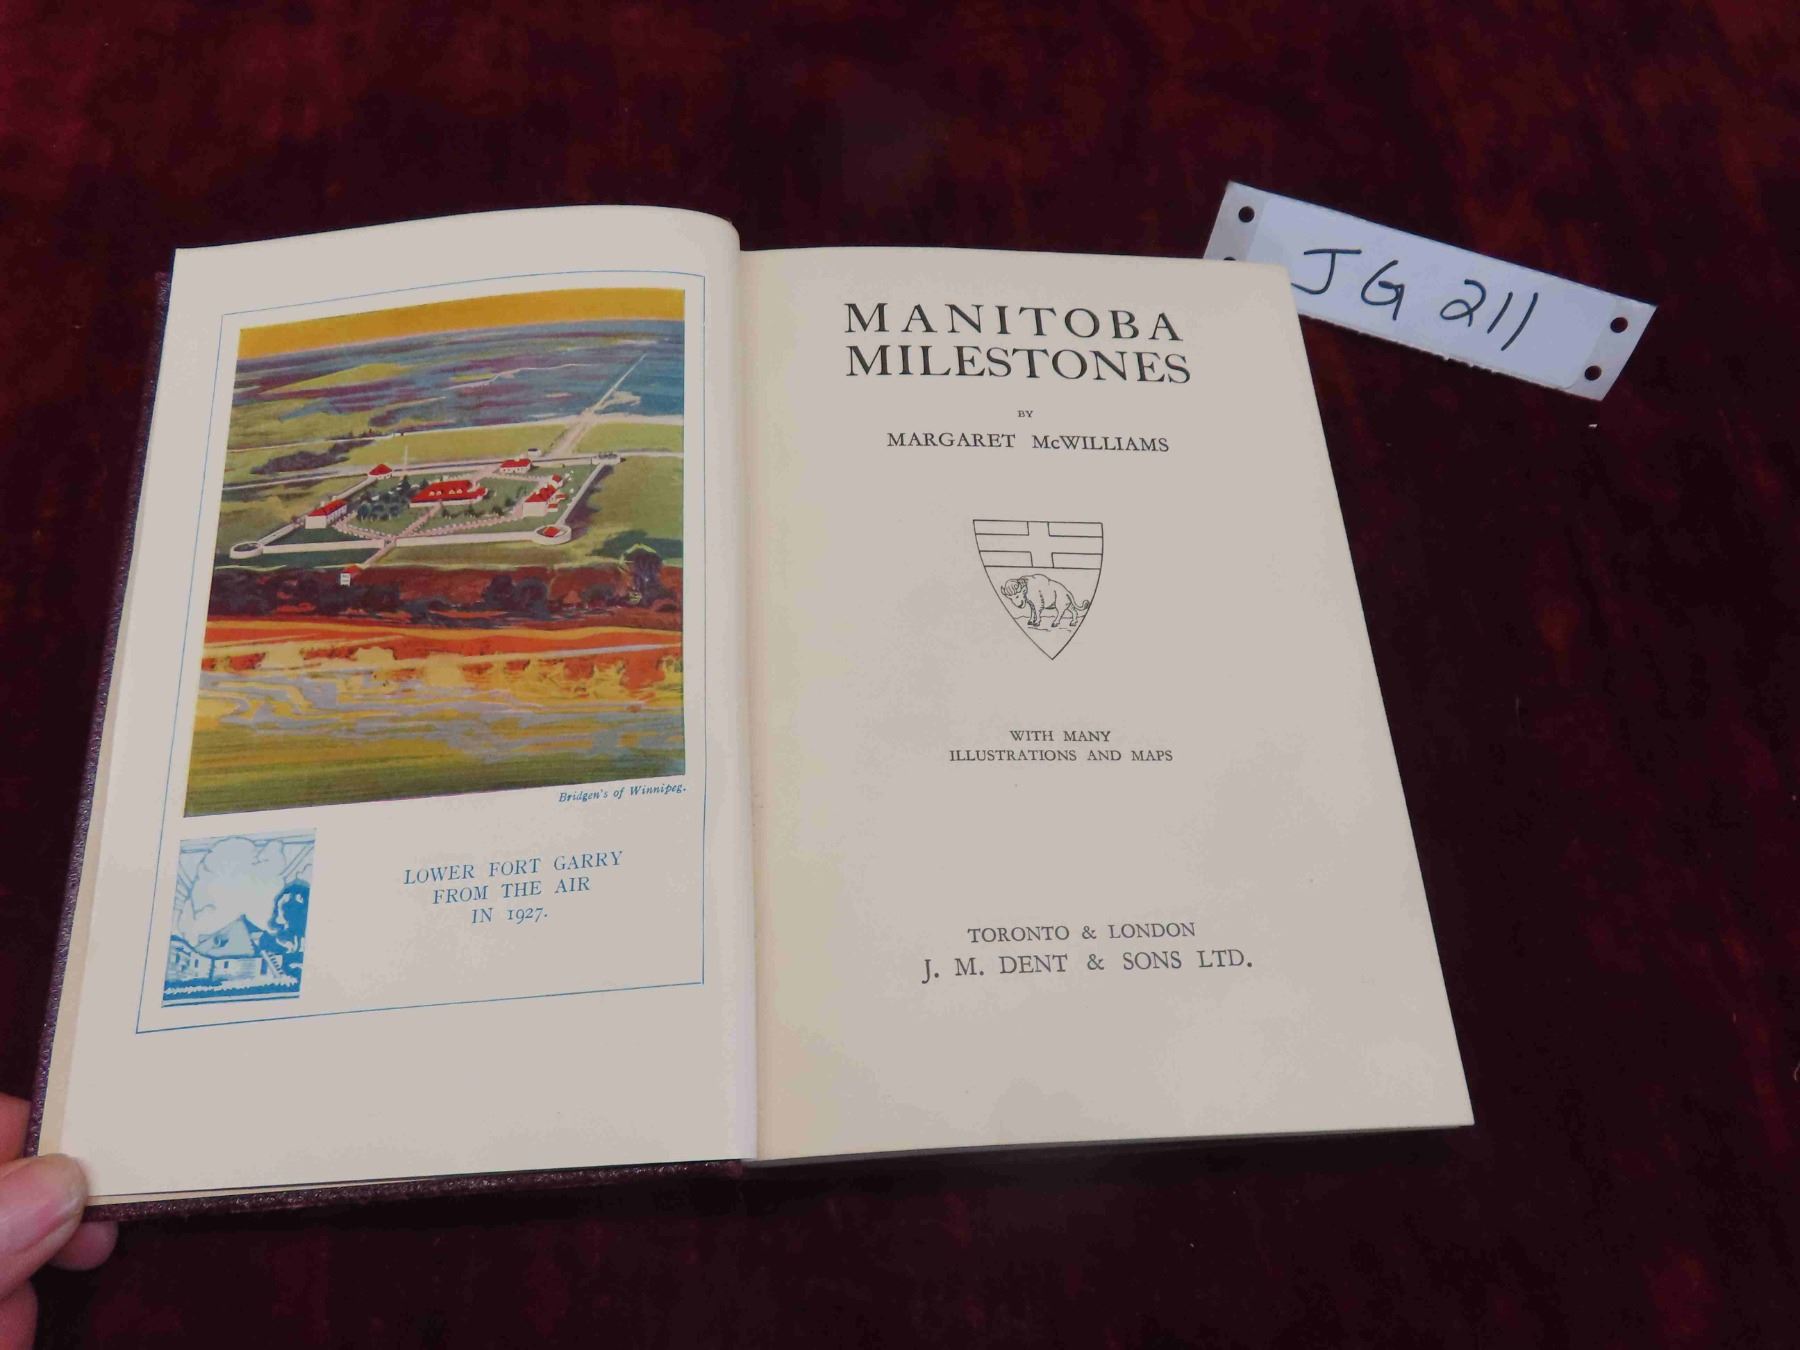 Bridgen's of Winnipeg.
LOWER FORT GARRY
FROM THE AIR
IN 1927.
MANITOBA
MILESTONES
BY
MARGARET McWILLIAMS
WITH MANY
ILLUSTRATIONS AND MAPS
TORONTO & LONDON
J. M. DENT & SONS LTD.
JG 211